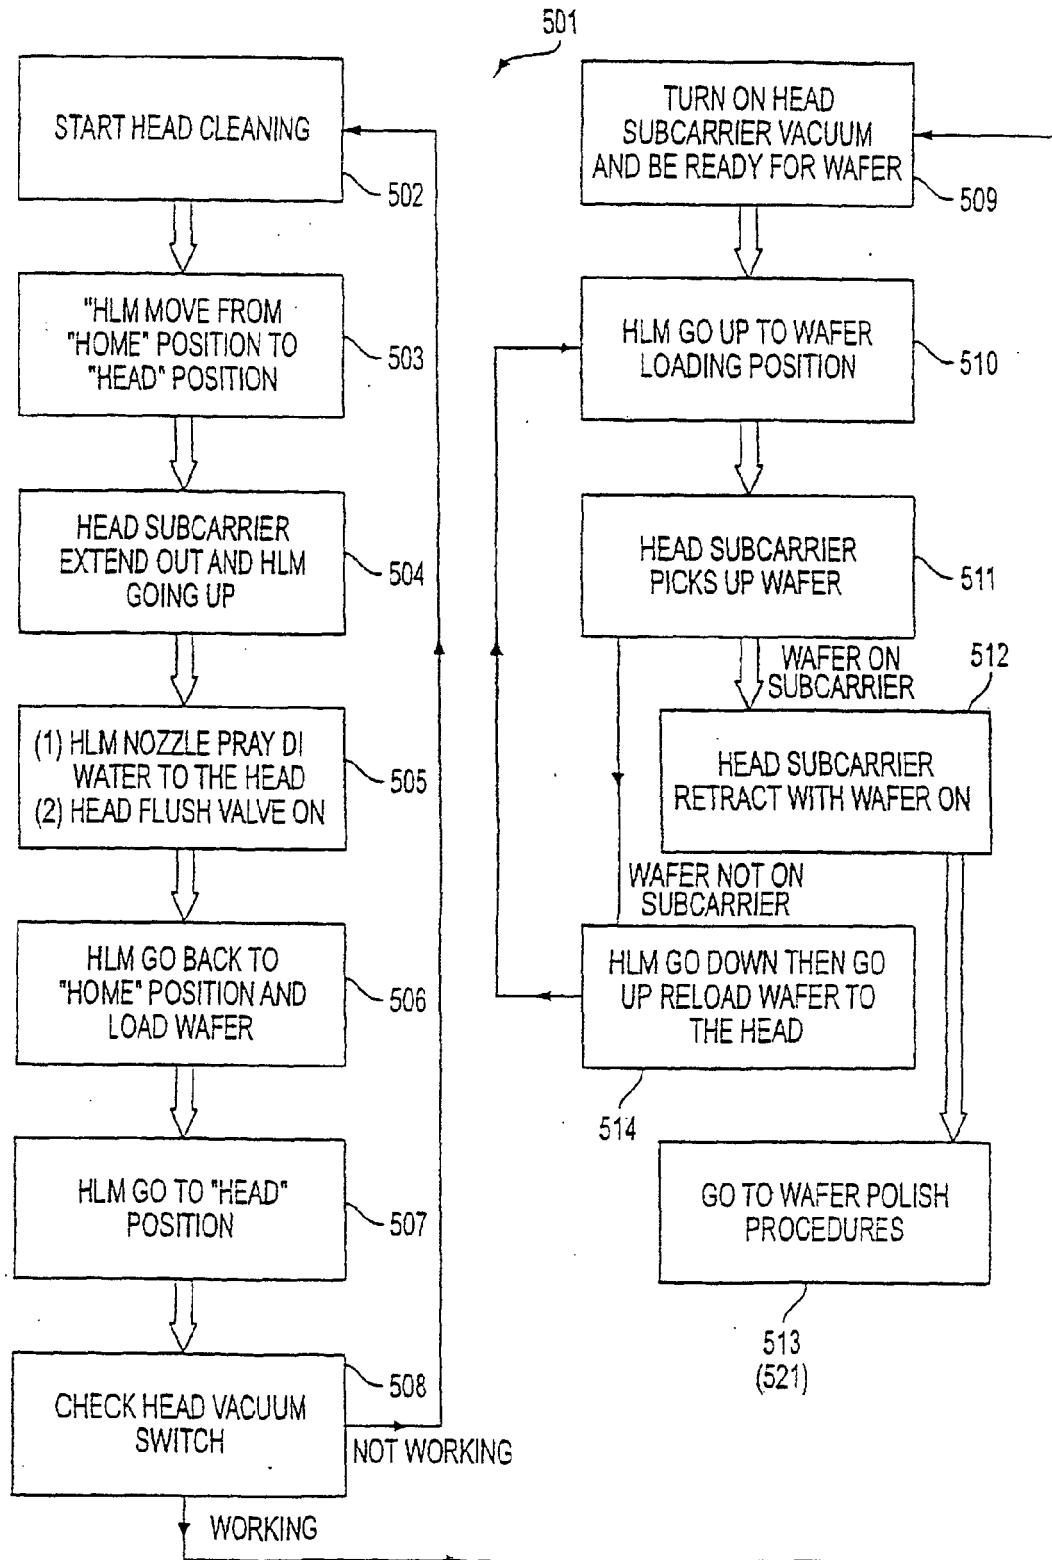 501
START HEAD CLEANING
502
"HLM MOVE FROM
"HOME" POSITION TO
"HEAD" POSITION
503
HEAD SUBCARRIER
EXTEND OUT AND HLM
GOING UP
504
(1) HLM NOZZLE PRAY DI
WATER TO THE HEAD
(2) HEAD FLUSH VALVE ON
505
HLM GO BACK TO
"HOME" POSITION AND
LOAD WAFER
506
HLM GO TO "HEAD"
POSITION
507
CHECK HEAD VACUUM
SWITCH
508
NOT WORKING
WORKING
TURN ON HEAD
SUBCARRIER VACUUM
AND BE READY FOR WAFER
509
HLM GO UP TO WAFER
LOADING POSITION
510
HEAD SUBCARRIER
PICKS UP WAFER
511
WAFER ON
SUBCARRIER
512
HEAD SUBCARRIER
RETRACT WITH WAFER ON
WAFER NOT ON
SUBCARRIER
HLM GO DOWN THEN GO
UP RELOAD WAFER TO
THE HEAD
514
GO TO WAFER POLISH
PROCEDURES
513
(521)